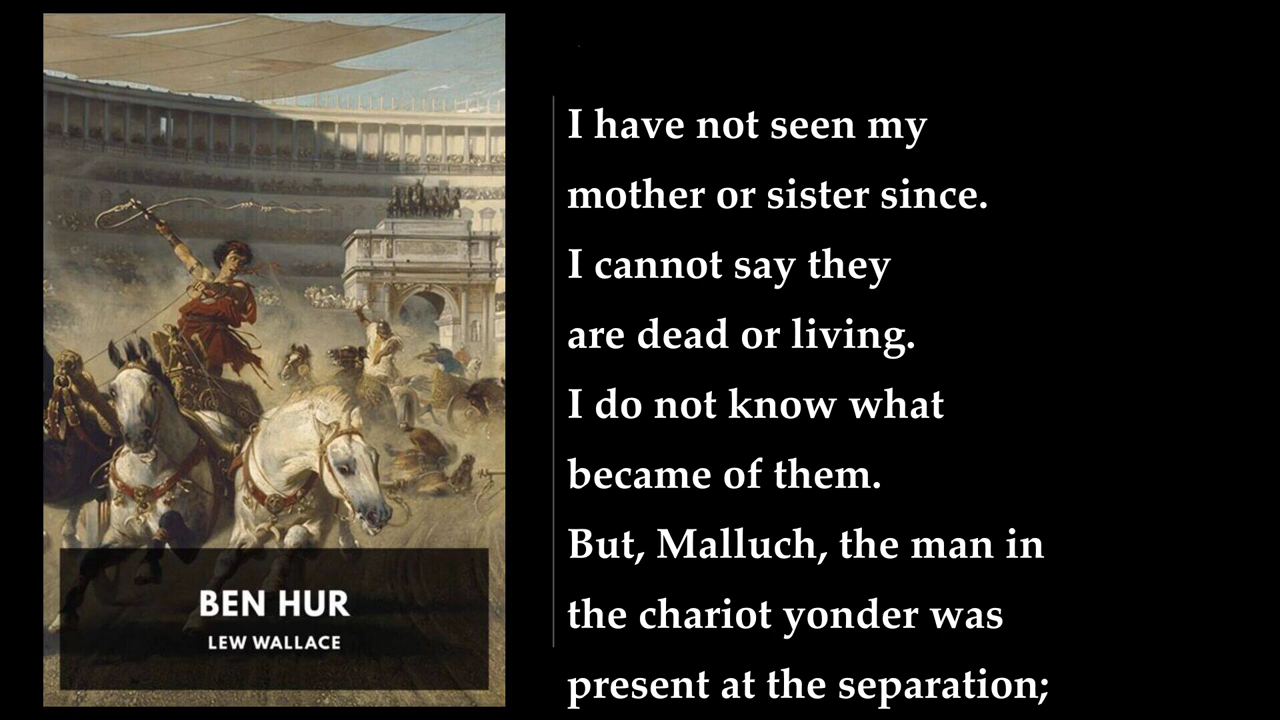 BEN HUR
LEW WALLACE
I have not seen my
mother or sister since.
I cannot say they
are dead or living.
I do not know what
became of them.
But, Malluch, the man in
the chariot yonder was
present at the separation;